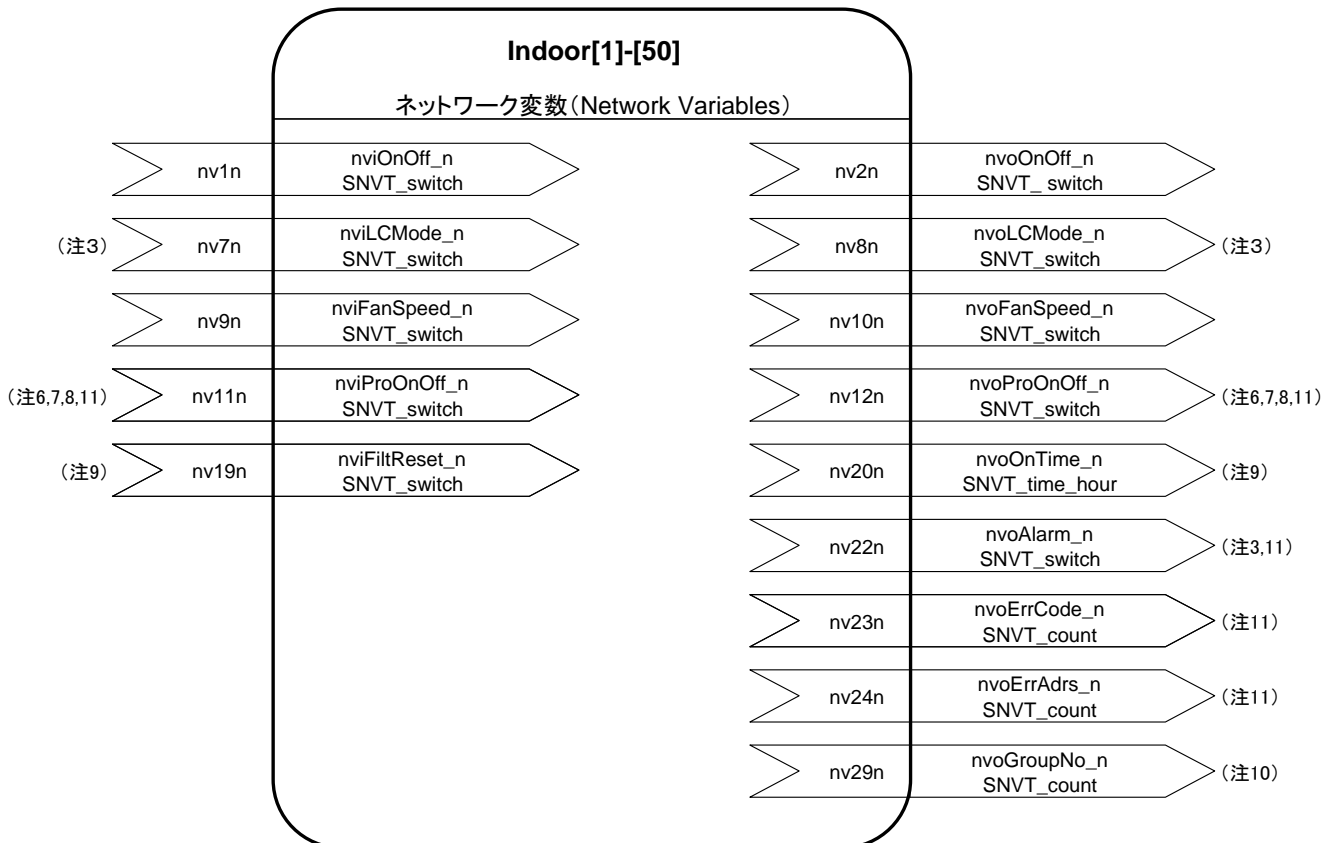 Indoor[1]-[50]
ネットワーク変数（Network Variables）
nv1n
nviOnOff_n
SNVT_switch
nv2n
nvoOnOff_n
SNVT_ switch
（注3）
nv7n
nviLCMode_n
SNVT_switch
nv8n
nvoLCMode_n
SNVT_switch
（注3）
nv9n
nviFanSpeed_n
SNVT_switch
nv10n
nvoFanSpeed_n
SNVT_switch
（注6,7,8,11）
nv11n
nviProOnOff_n
SNVT_switch
nv12n
nvoProOnOff_n
SNVT_switch
（注6,7,8,11）
（注9）
nv19n
nviFiltReset_n
SNVT_switch
nv20n
nvoOnTime_n
SNVT_time_hour
（注9）
nv22n
nvoAlarm_n
SNVT_switch
（注3,11）
nv23n
nvoErrCode_n
SNVT_count
（注11）
nv24n
nvoErrAdrs_n
SNVT_count
（注11）
nv29n
nvoGroupNo_n
SNVT_count
（注10）